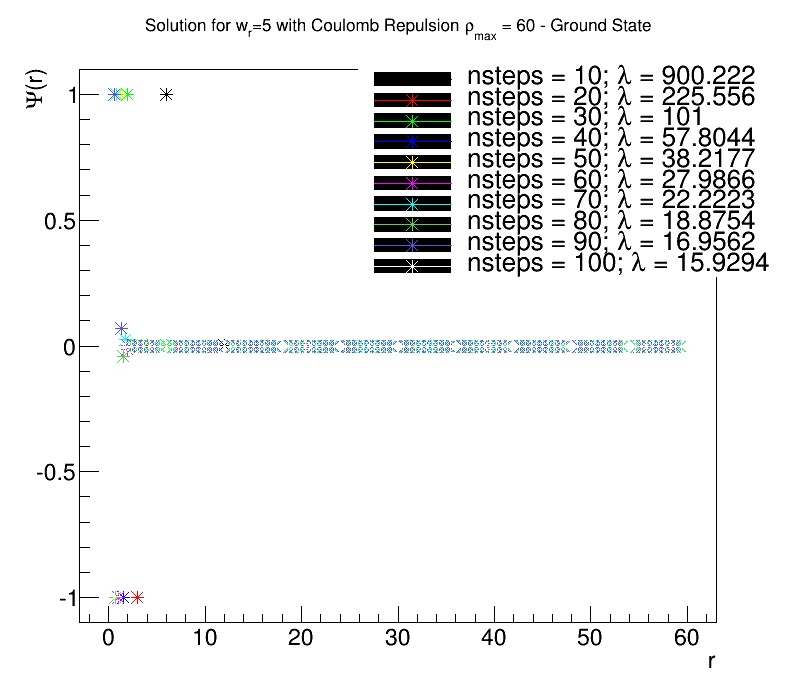 Solution for wr=5 with Coulomb Repulsion ρmax = 60 - Ground State
Ψ(r)
nsteps = 10; λ = 900.222
nsteps = 20; λ = 225.556
nsteps = 30; λ = 101
nsteps = 40; λ = 57.8044
nsteps = 50; λ = 38.2177
nsteps = 60; λ = 27.9866
nsteps = 70; λ = 22.2223
nsteps = 80; λ = 18.8754
nsteps = 90; λ = 16.9562
nsteps = 100; λ = 15.9294
1
0.5
0
-0.5
-1
0 10 20 30 40 50 60
r